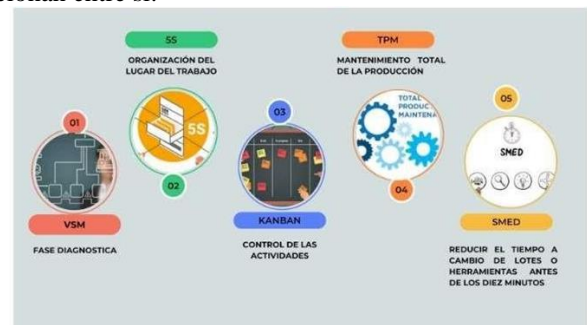 cionan entre sí.
5S
ORGANIZACIÓN DEL
LUGAR DEL TRABAJO
TPM
MANTENIMIENTO TOTAL
DE LA PRODUCCIÓN
01
VSM
FASE DIAGNOSTICA
5S
02
03
KANBAN
CONTROL DE LAS
ACTIVIDADES
TOTAL
PRODUC
MAINTENA
04
05
SMED
SMED
REDUCIR EL TIEMPO A
CAMBIO DE LOTES O
HERRAMIENTAS ANTES
DE LOS DIEZ MINUTOS